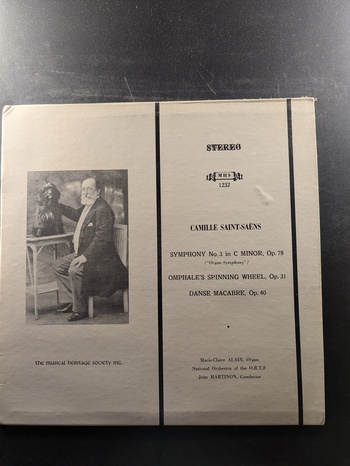 STEREO
MHS
1232
CAMILLE SAINT-SAËNS
SYMPHONY No. 3 in C MINOR, Op. 78
("Organ Symphony")
OMPHALE'S SPINNING WHEEL, Op. 31
DANSE MACABRE, Op. 40
Marie-Claire ALAIN, Organ
National Orchestra of the O.R.T.F.
Jean MARTINON, Conductor
the musical heritage society inc.